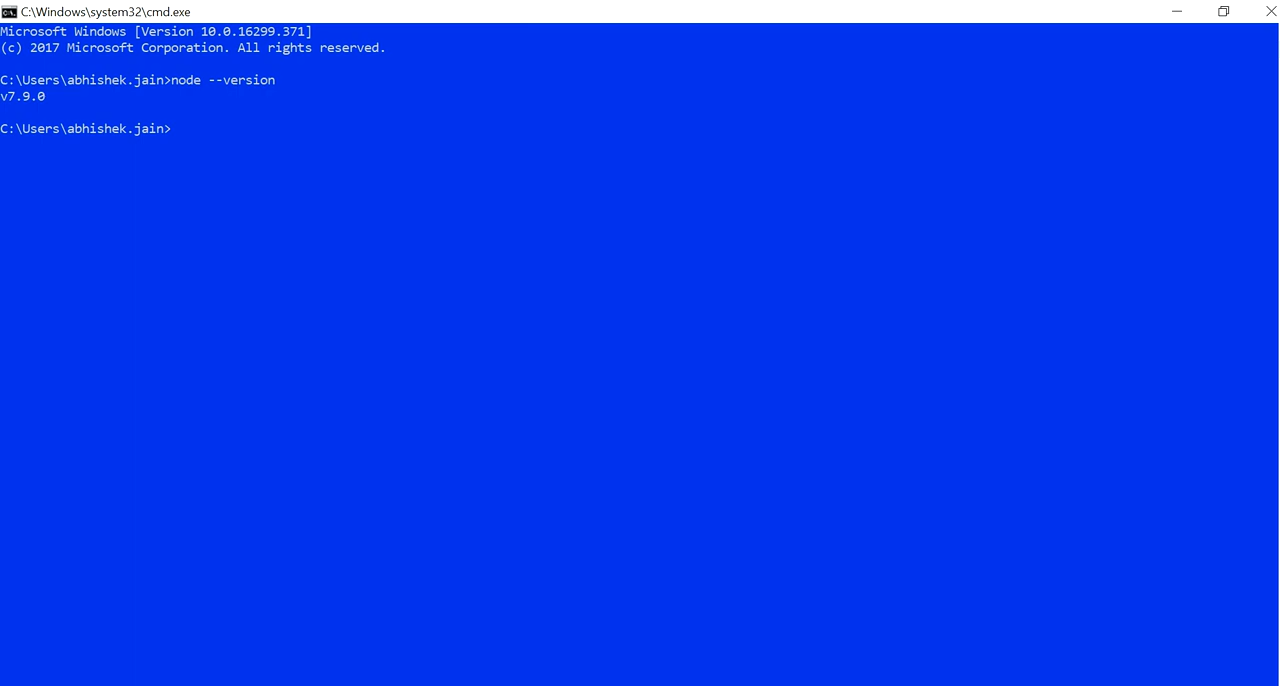 C:\Windows\system32\cmd.exe
Microsoft Windows [Version 10.0.16299.371]
(c) 2017 Microsoft Corporation. All rights reserved.
C:\Users\abhishek.jain>node --version
v7.9.0
C:\Users\abhishek.jain>